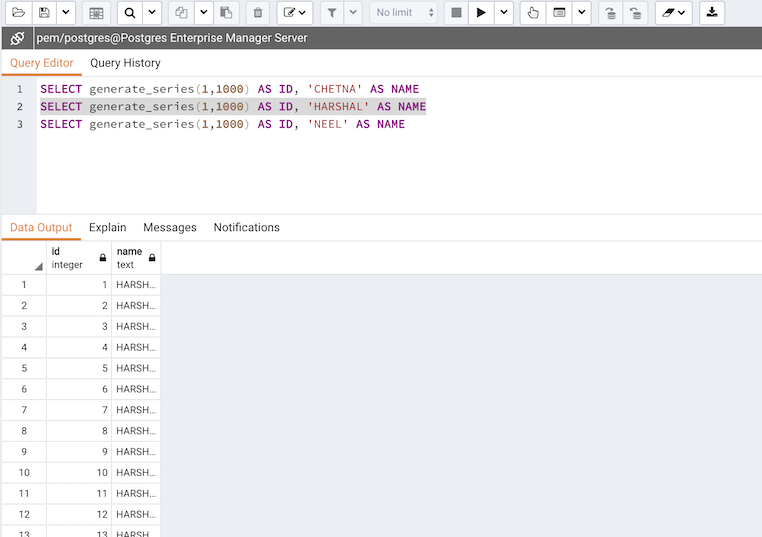 No limit
pem/postgres@Postgres Enterprise Manager Server
Query Editor Query History
1 SELECT generate_series(1,1000) AS ID, 'CHETNA' AS NAME
2 SELECT generate_series(1,1000) AS ID, 'HARSHAL' AS NAME
3 SELECT generate_series(1,1000) AS ID, 'NEEL' AS NAME
Data Output Explain Messages Notifications
id name
integer text
1 1 HARSH...
2 2 HARSH...
3 3 HARSH...
4 4 HARSH...
5 5 HARSH...
6 6 HARSH...
7 7 HARSH...
8 8 HARSH...
9 9 HARSH...
10 10 HARSH...
11 11 HARSH...
12 12 HARSH...
13 13 HARSH...